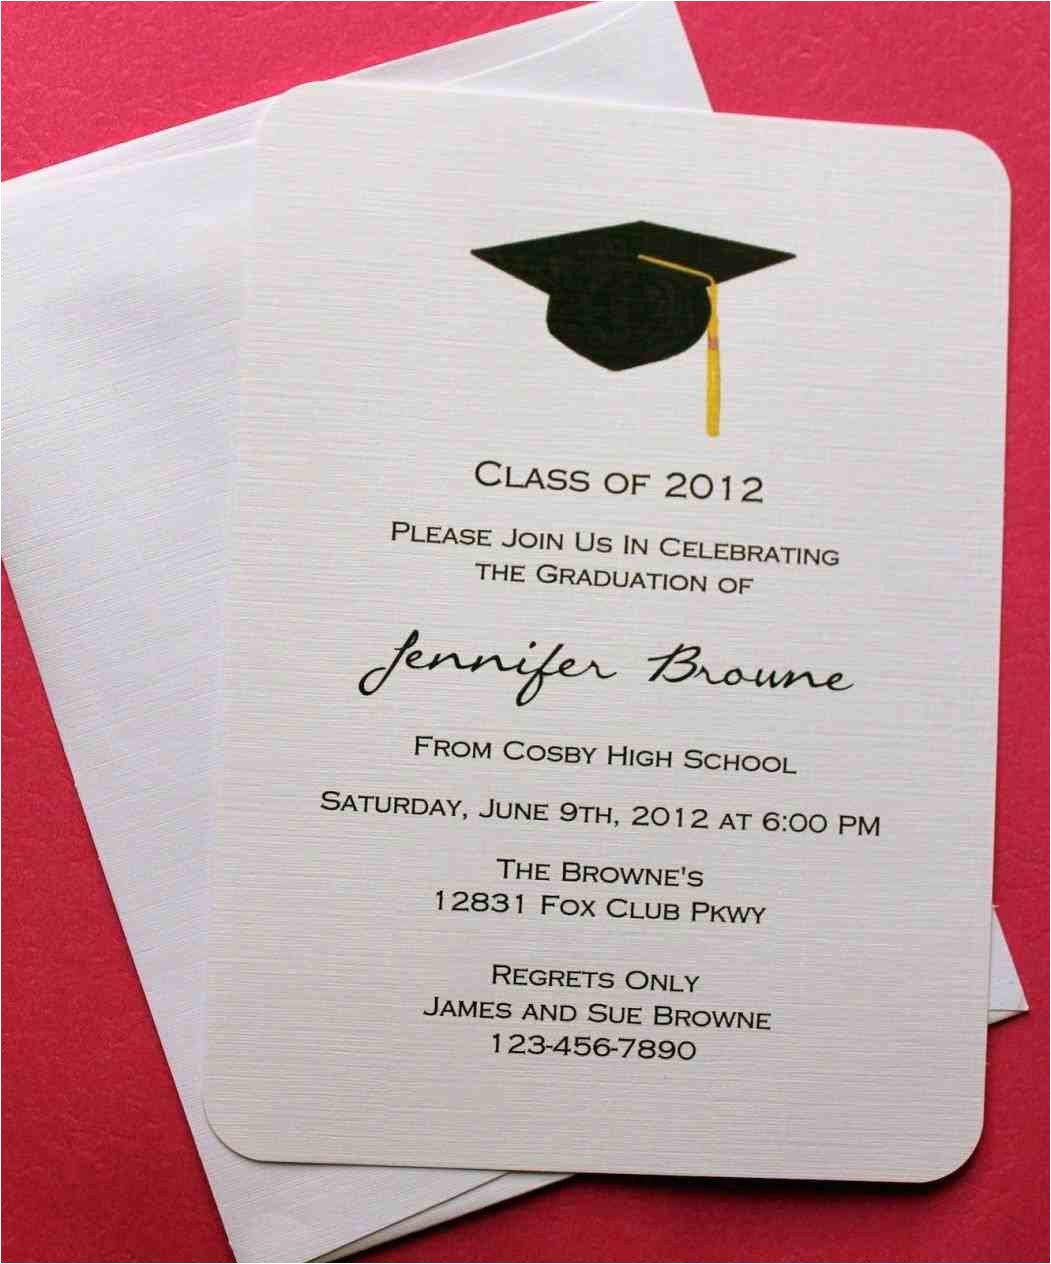 Class of 2012
Please Join Us In Celebrating
the Graduation of
Jennifer Browne
From Cosby High School
Saturday, June 9th, 2012 at 6:00 PM
The Browne's
12831 Fox Club Pkwy
Regrets Only
James and Sue Browne
123-456-7890